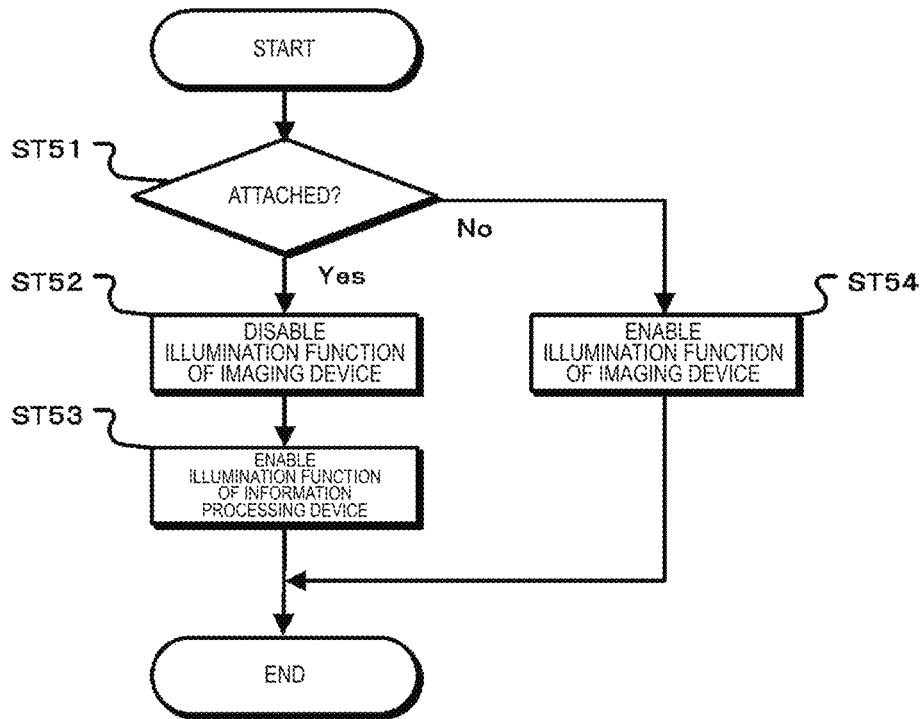 START
ST51
ATTACHED?
No
Yes
ST52
DISABLE
ILLUMINATION FUNCTION
OF IMAGING DEVICE
ST54
ENABLE
ILLUMINATION FUNCTION
OF IMAGING DEVICE
ST53
ENABLE
ILLUMINATION FUNCTION
OF INFORMATION
PROCESSING DEVICE
END